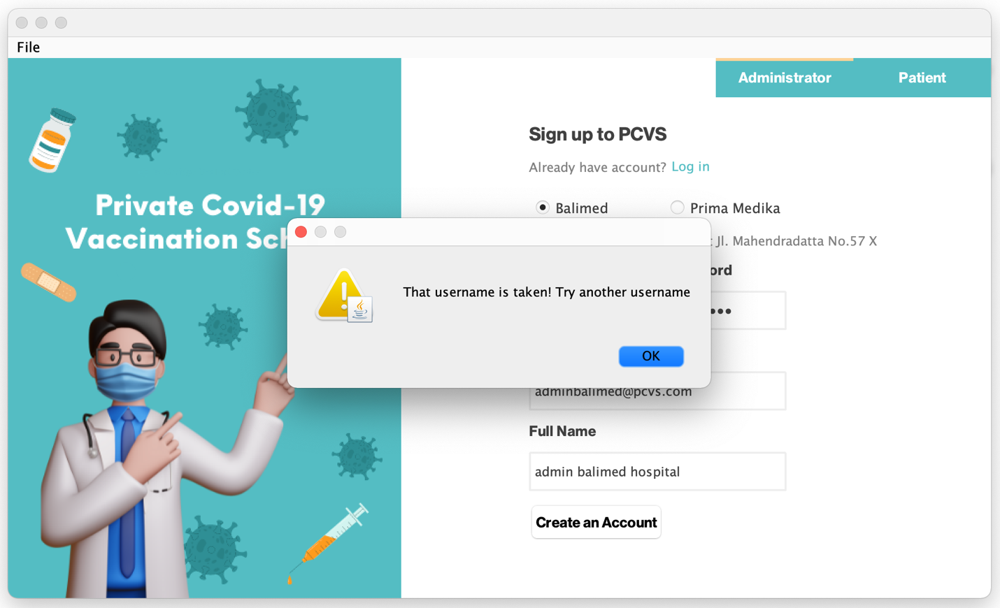 File
Administrator
Patient
Private Covid-19
Vaccination Sch
Sign up to PCVS
Already have account? Log in
Balimed
Prima Medika
Jl. Mahendradatta No.57 X
ord
That username is taken! Try another username
OK
adminbalimed@pcvs.com
Full Name
admin balimed hospital
Create an Account